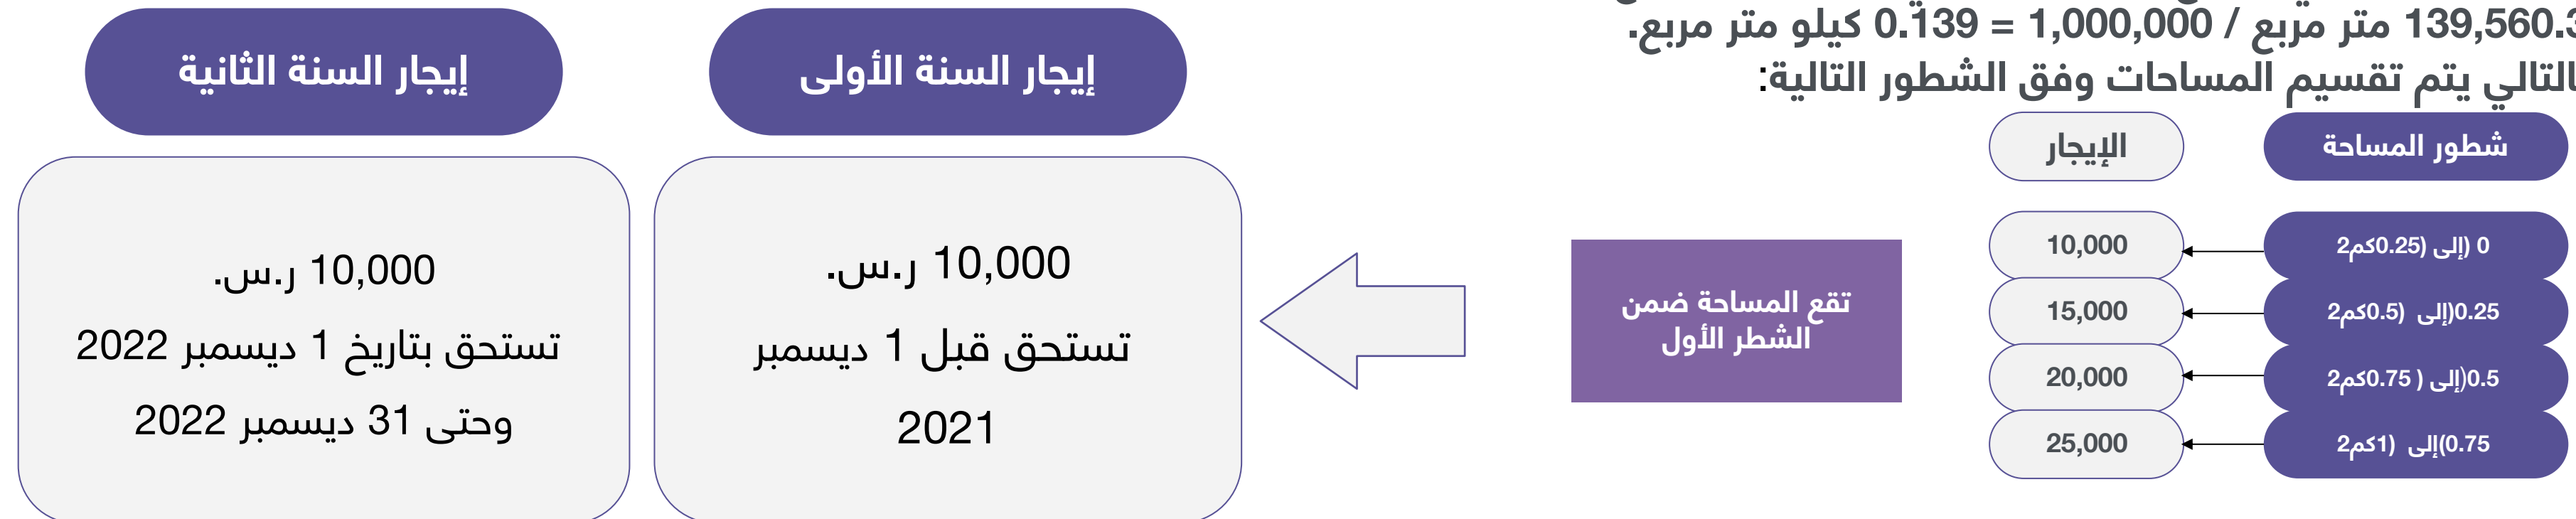 139,560.3 متر مربع / 1,000,000 = 0.139 كيلو متر مربع.
بالتالي يتم تقسيم المساحات وفق الشطور التالية:
شطور المساحة
الإيجار
0 (إلى (0.25كم2
10,000
0.25(إلى (0.5كم2
15,000
0.5(إلى ( 0.75كم2
20,000
0.75)إلى (1كم2
25,000
تقع المساحة ضمن
الشطر الأول
إيجار السنة الأولى
10,000 ر.س.
تستحق قبل 1 ديسمبر
2021
إيجار السنة الثانية
10,000 ر.س.
تستحق بتاريخ 1 ديسمبر 2022
وحتى 31 ديسمبر 2022